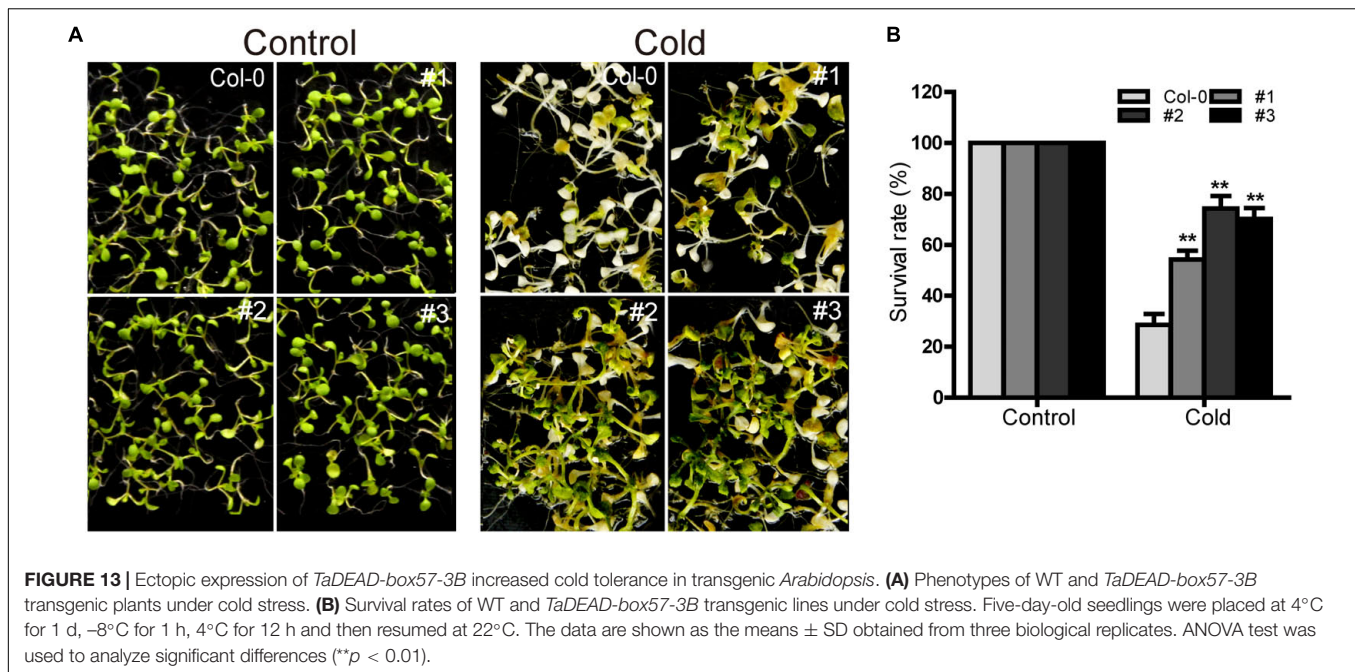 A
Control
Cold
Col-0
#1
#2
#3
Col-0
#1
#2
#3
B
Col-0
#1
#2
#3
Survival rate (%)
120
100
80
60
40
20
0
**
**
**
Control
Cold
FIGURE 13 | Ectopic expression of TaDEAD-box57-3B increased cold tolerance in transgenic Arabidopsis. (A) Phenotypes of WT and TaDEAD-box57-3B
transgenic plants under cold stress. (B) Survival rates of WT and TaDEAD-box57-3B transgenic lines under cold stress. Five-day-old seedlings were placed at 4°C
for 1 d, –8°C for 1 h, 4°C for 12 h and then resumed at 22°C. The data are shown as the means ± SD obtained from three biological replicates. ANOVA test was
used to analyze significant differences (**p < 0.01).